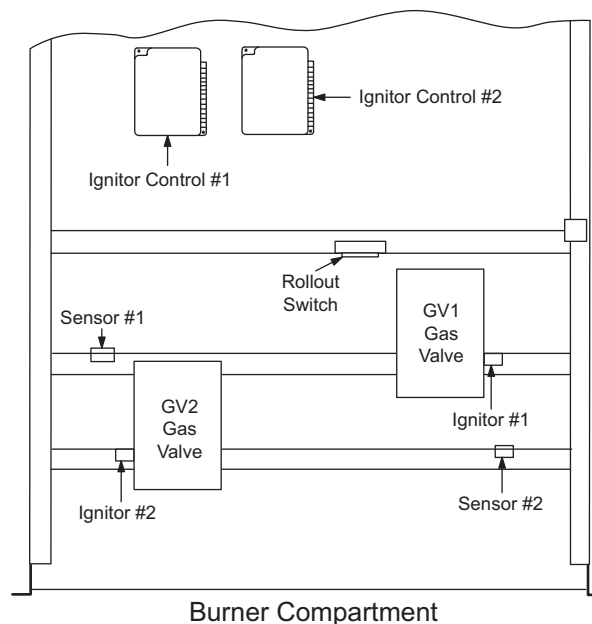 Ignitor Control #2
Ignitor Control #1
Rollout
Switch
Sensor #1
GV1
Gas
Valve
GV2
Gas
Valve
Ignitor #1
Ignitor #2
Sensor #2
Burner Compartment